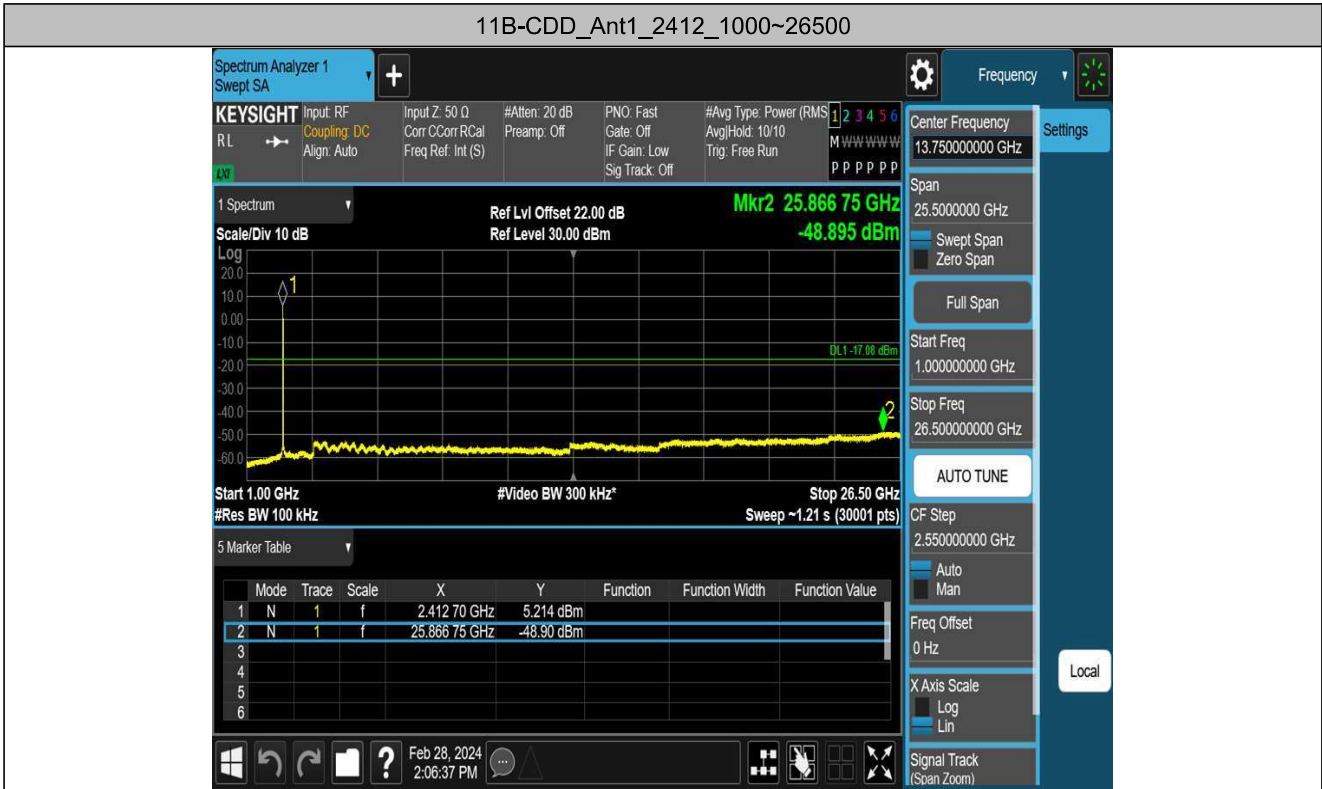 11B-CDD_Ant1_2412_1000~26500
Spectrum Analyzer 1
Swept SA
+
Frequency
KEYSIGHT
RL
LXI
Input: RF
Coupling: DC
Align: Auto
Input Z: 50 Ω
Corr CCorr RCal
Freq Ref: Int (S)
#Atten: 20 dB
Preamp: Off
PNO: Fast
Gate: Off
IF Gain: Low
Sig Track: Off
#Avg Type: Power (RMS
Avg|Hold: 10/10
Trig: Free Run
1 2 3 4 5 6
M W W W W W
P P P P P P
1 Spectrum
Scale/Div 10 dB
Ref Lvl Offset 22.00 dB
Ref Level 30.00 dBm
Mkr2 25.866 75 GHz
-48.895 dBm
Log
20.0
10.0
0.00
-10.0
-20.0
-30.0
-40.0
-50.0
-60.0
1
DL1 -17.08 dBm
2
Start 1.00 GHz
#Res BW 100 kHz
#Video BW 300 kHz*
Stop 26.50 GHz
Sweep ~1.21 s (30001 pts)
5 Marker Table
Mode Trace Scale X Y Function Function Width Function Value
1 N 1 f 2.412 70 GHz 5.214 dBm
2 N 1 f 25.866 75 GHz -48.90 dBm
3
4
5
6
Feb 28, 2024
2:06:37 PM
?
Center Frequency
13.750000000 GHz
Settings
Span
25.5000000 GHz
Swept Span
Zero Span
Full Span
Start Freq
1.000000000 GHz
Stop Freq
26.500000000 GHz
AUTO TUNE
CF Step
2.550000000 GHz
Auto
Man
Freq Offset
0 Hz
X Axis Scale
Log
Lin
Signal Track
(Span Zoom)
Local